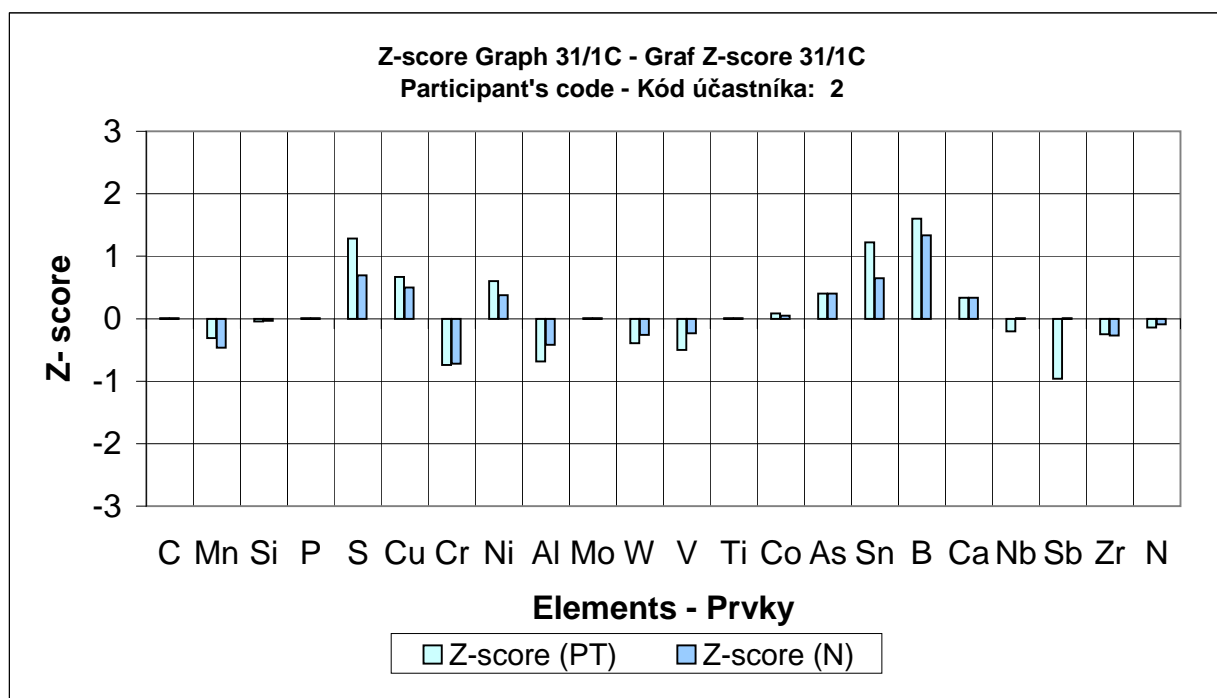 Z-score Graph 31/1C - Graf Z-score 31/1C
Participant's code - Kód účastníka: 2
3
2
1
0
-1
-2
-3
Z- score
C Mn Si P S Cu Cr Ni Al Mo W V Ti Co As Sn B Ca Nb Sb Zr N
Elements - Prvky
Z-score (PT) Z-score (N)